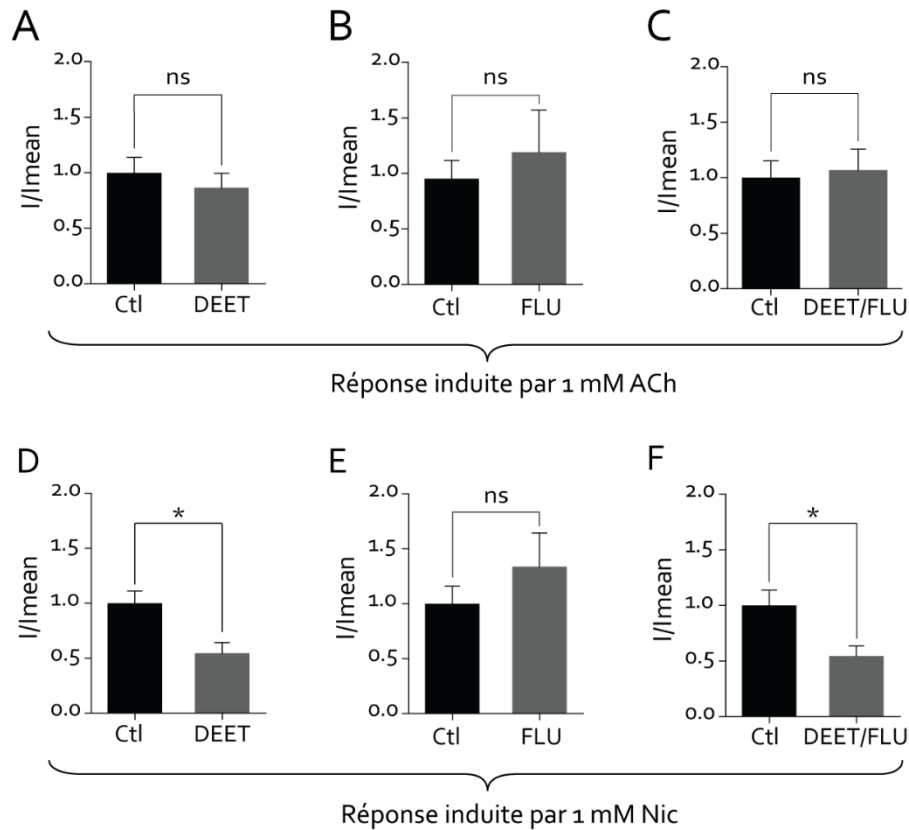 A
B
C
2.0
1.5
1.0
0.5
0.0
I/Imean
ns
Ctl
DEET
2.0
1.5
1.0
0.5
0.0
I/Imean
ns
Ctl
FLU
2.0
1.5
1.0
0.5
0.0
I/Imean
ns
Ctl
DEET/FLU
Réponse induite par 1 mM ACh
D
E
F
2.0
1.5
1.0
0.5
0.0
I/Imean
*
Ctl
DEET
2.0
1.5
1.0
0.5
0.0
I/Imean
ns
Ctl
FLU
2.0
1.5
1.0
0.5
0.0
I/Imean
*
Ctl
DEET/FLU
Réponse induite par 1 mM Nic